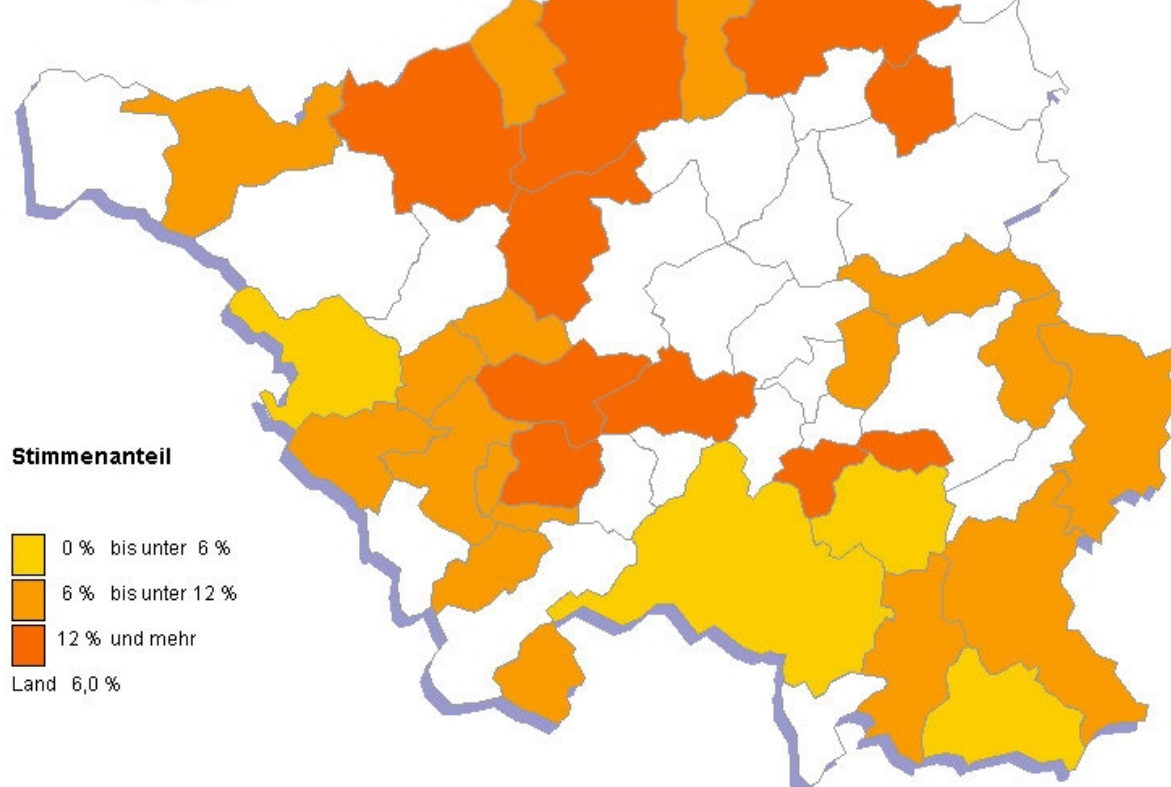 Stimmenanteil
0 % bis unter 6 %
6 % bis unter 12 %
12 % und mehr
Land 6,0 %